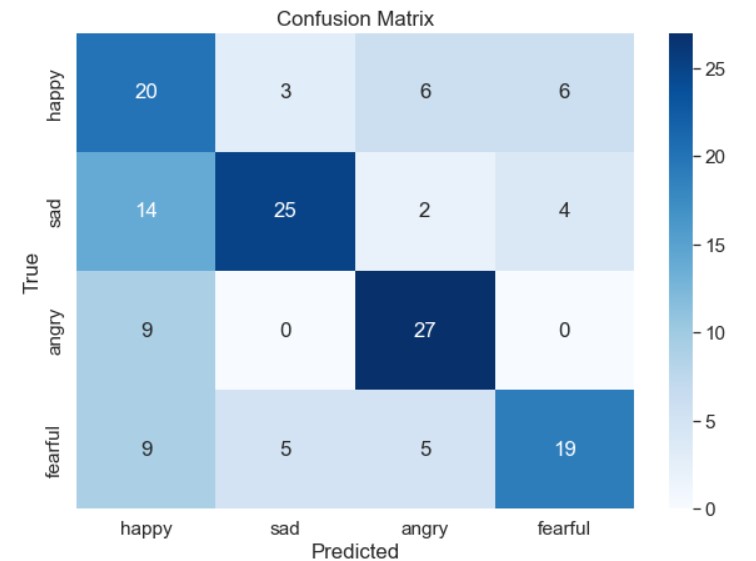 Confusion Matrix
happy 20 3 6 6
sad 14 25 2 4
angry 9 0 27 0
fearful 9 5 5 19
True
happy sad angry fearful
Predicted
25
20
15
10
5
0